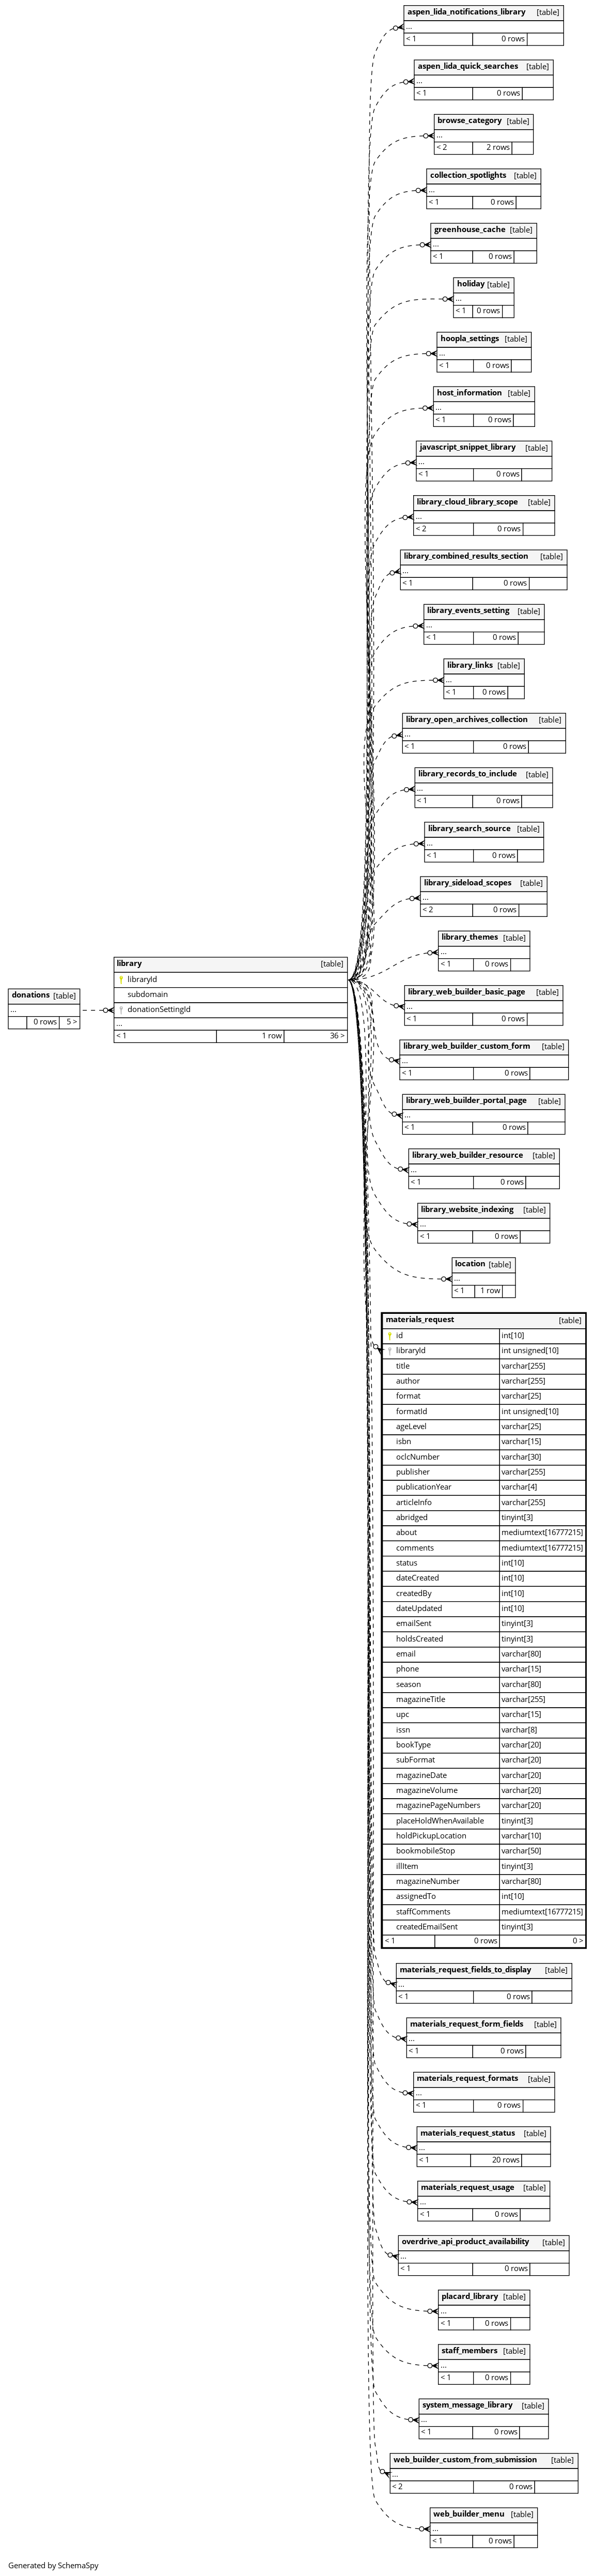 aspen_lida_notifications_library [table]
...
< 1 0 rows
aspen_lida_quick_searches [table]
...
< 1 0 rows
browse_category [table]
...
< 2 2 rows
collection_spotlights [table]
...
< 1 0 rows
greenhouse_cache [table]
...
< 1 0 rows
holiday [table]
...
< 1 0 rows
hoopla_settings [table]
...
< 1 0 rows
host_information [table]
...
< 1 0 rows
javascript_snippet_library [table]
...
< 1 0 rows
library_cloud_library_scope [table]
...
< 2 0 rows
library_combined_results_section [table]
...
< 1 0 rows
library_events_setting [table]
...
< 1 0 rows
library_links [table]
...
< 1 0 rows
library_open_archives_collection [table]
...
< 1 0 rows
library_records_to_include [table]
...
< 1 0 rows
library_search_source [table]
...
< 1 0 rows
library_sideload_scopes [table]
...
< 2 0 rows
library_themes [table]
...
< 1 0 rows
donations [table]
...
0 rows 5 >
library [table]
libraryId
subdomain
donationSettingId
...
< 1 1 row 36 >
library_web_builder_basic_page [table]
...
< 1 0 rows
library_web_builder_custom_form [table]
...
< 1 0 rows
library_web_builder_portal_page [table]
...
< 1 0 rows
library_web_builder_resource [table]
...
< 1 0 rows
library_website_indexing [table]
...
< 1 0 rows
location [table]
...
< 1 1 row
materials_request [table]
id int[10]
libraryId int unsigned[10]
title varchar[255]
author varchar[255]
format varchar[25]
formatId int unsigned[10]
ageLevel varchar[25]
isbn varchar[15]
oclcNumber varchar[30]
publisher varchar[255]
publicationYear varchar[4]
articleInfo varchar[255]
abridged tinyint[3]
about mediumtext[16777215]
comments mediumtext[16777215]
status int[10]
dateCreated int[10]
createdBy int[10]
dateUpdated int[10]
emailSent tinyint[3]
holdsCreated tinyint[3]
email varchar[80]
phone varchar[15]
season varchar[80]
magazineTitle varchar[255]
upc varchar[15]
issn varchar[8]
bookType varchar[20]
subFormat varchar[20]
magazineDate varchar[20]
magazineVolume varchar[20]
magazinePageNumbers varchar[20]
placeHoldWhenAvailable tinyint[3]
holdPickupLocation varchar[10]
bookmobileStop varchar[50]
illItem tinyint[3]
magazineNumber varchar[80]
assignedTo int[10]
staffComments mediumtext[16777215]
createdEmailSent tinyint[3]
< 1 0 rows 0 >
materials_request_fields_to_display [table]
...
< 1 0 rows
materials_request_form_fields [table]
...
< 1 0 rows
materials_request_formats [table]
...
< 1 0 rows
materials_request_status [table]
...
< 1 20 rows
materials_request_usage [table]
...
< 1 0 rows
overdrive_api_product_availability [table]
...
< 1 0 rows
placard_library [table]
...
< 1 0 rows
staff_members [table]
...
< 1 0 rows
system_message_library [table]
...
< 1 0 rows
web_builder_custom_from_submission [table]
...
< 2 0 rows
web_builder_menu [table]
...
< 1 0 rows
Generated by SchemaSpy